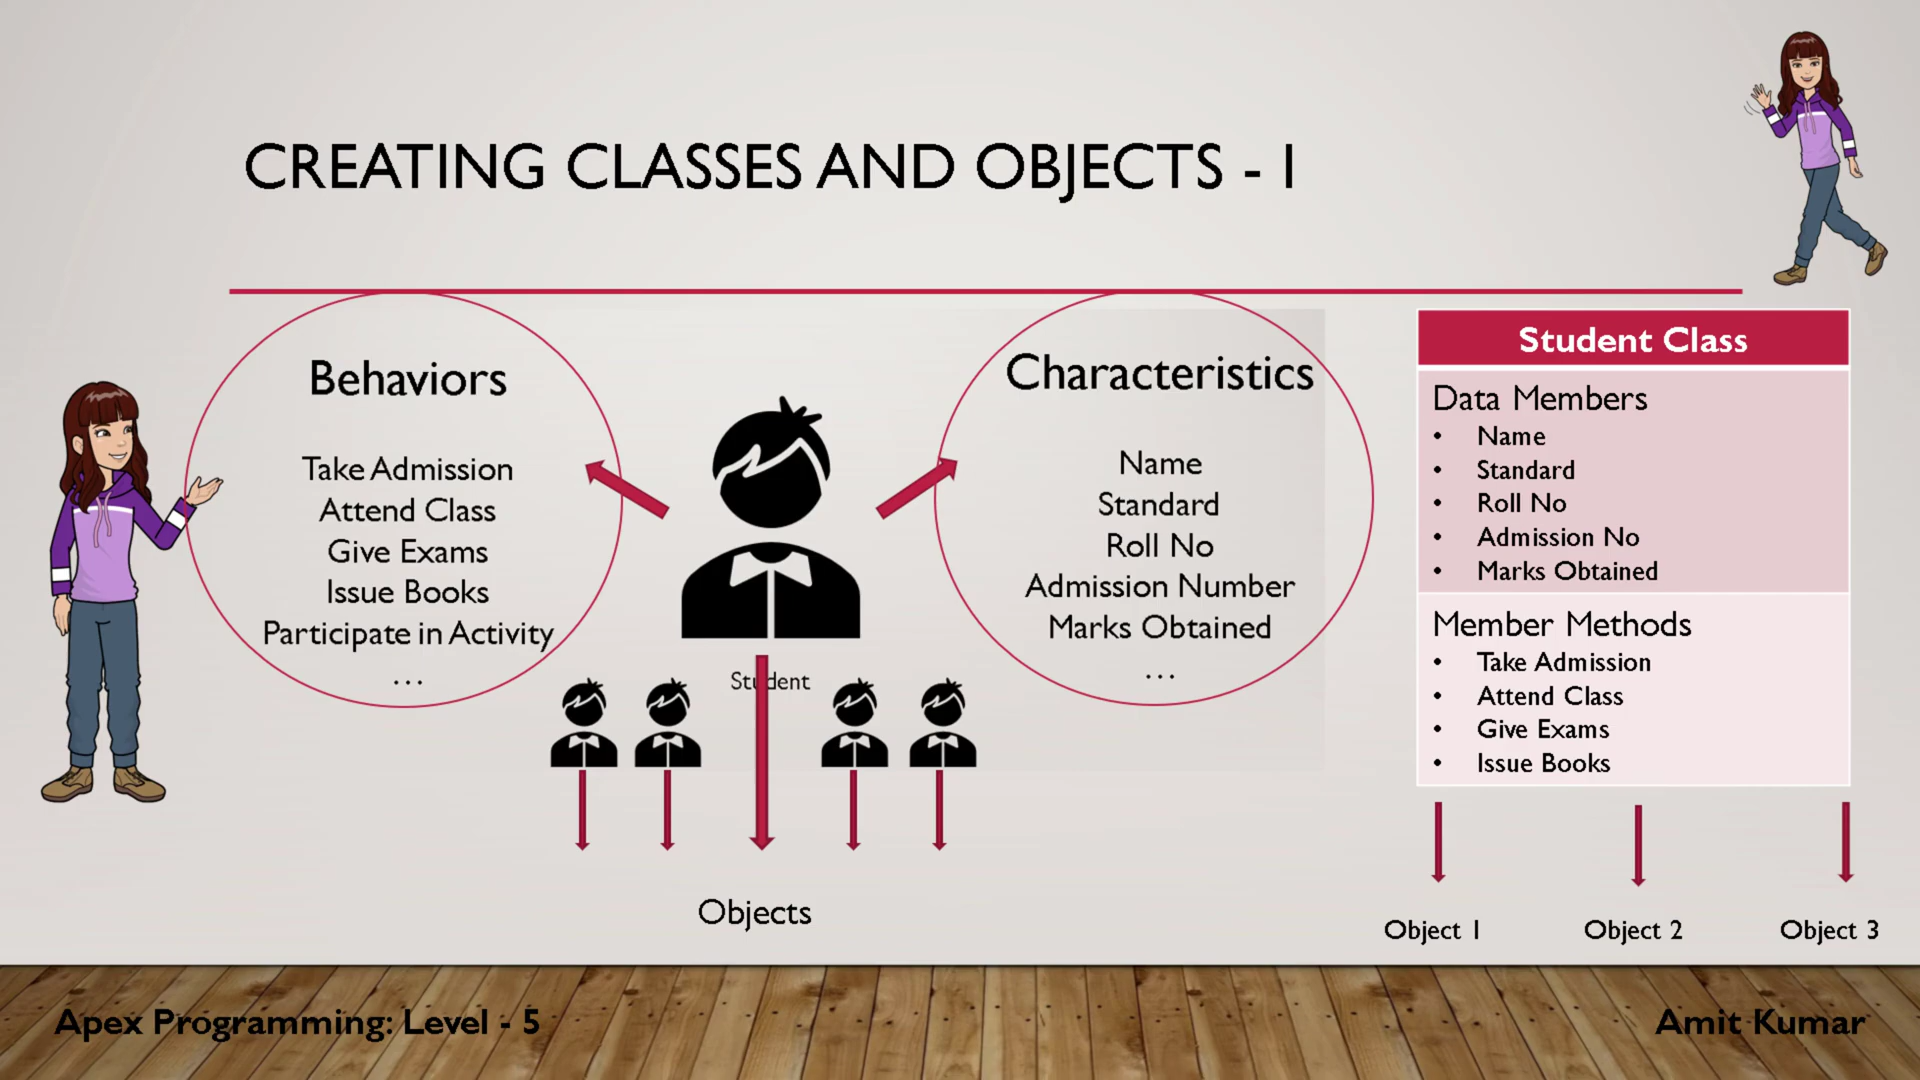 CREATING CLASSES AND OBJECTS - I
Behaviors
Take Admission
Attend Class
Give Exams
Issue Books
Participate in Activity
...
Student
Objects
Characteristics
Name
Standard
Roll No
Admission Number
Marks Obtained
...
Student Class
Data Members
• Name
• Standard
• Roll No
• Admission No
• Marks Obtained
Member Methods
• Take Admission
• Attend Class
• Give Exams
• Issue Books
Object 1
Object 2
Object 3
Apex Programming: Level - 5
Amit Kumar